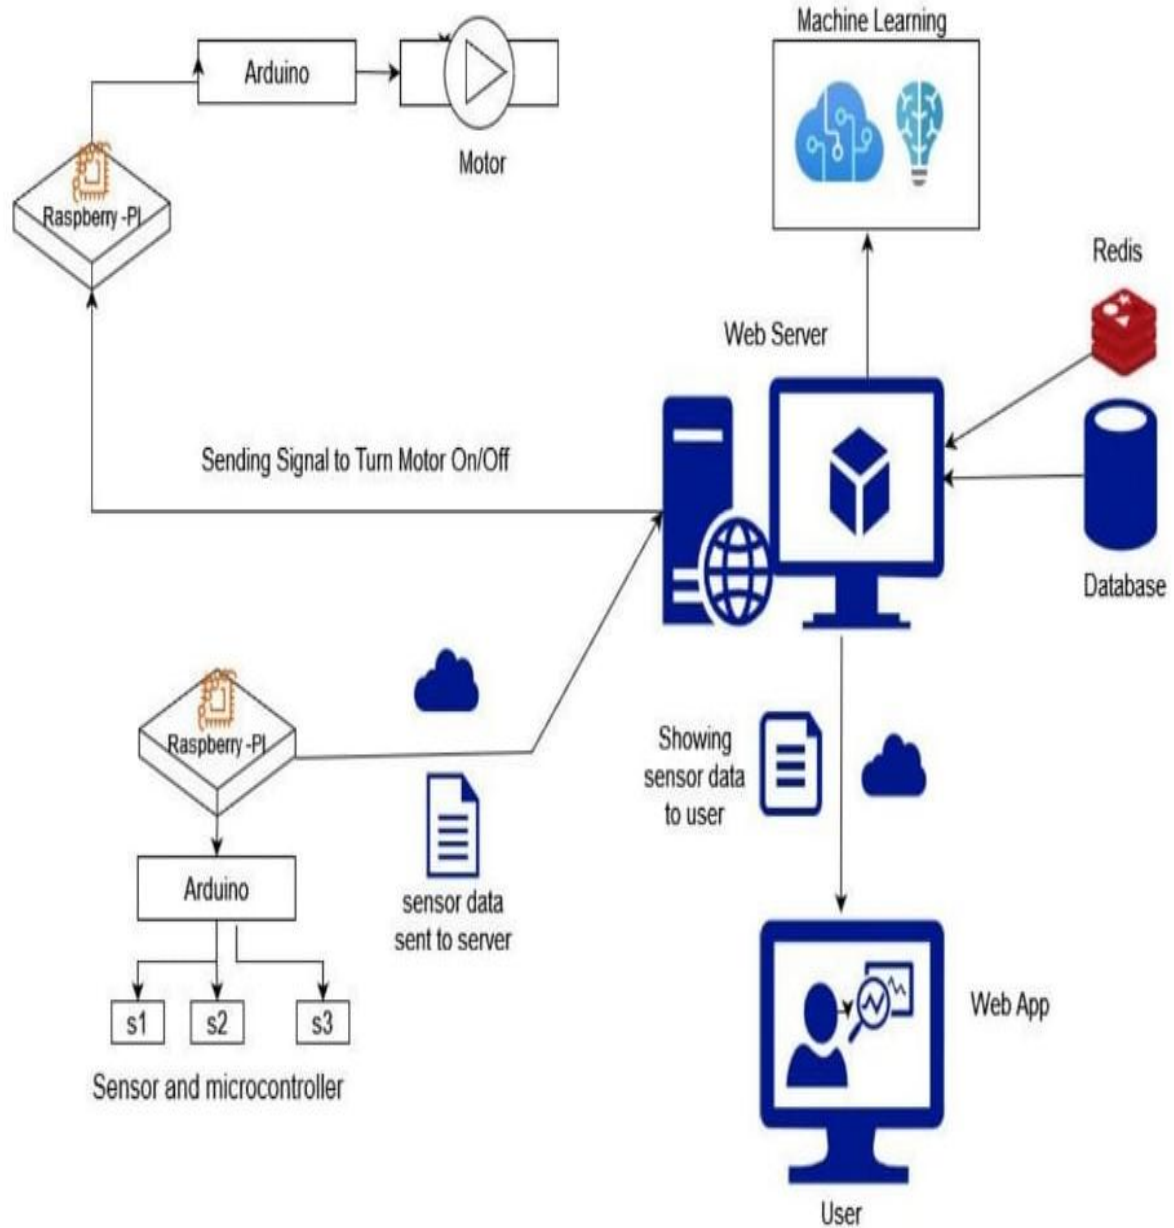 Machine Learning
Arduino
Motor
Raspberry -PI
Redis
Web Server
Sending Signal to Turn Motor On/Off
Database
Raspberry -PI
Showing
sensor data
to user
Arduino
sensor data
sent to server
s1
s2
s3
Web App
Sensor and microcontroller
User